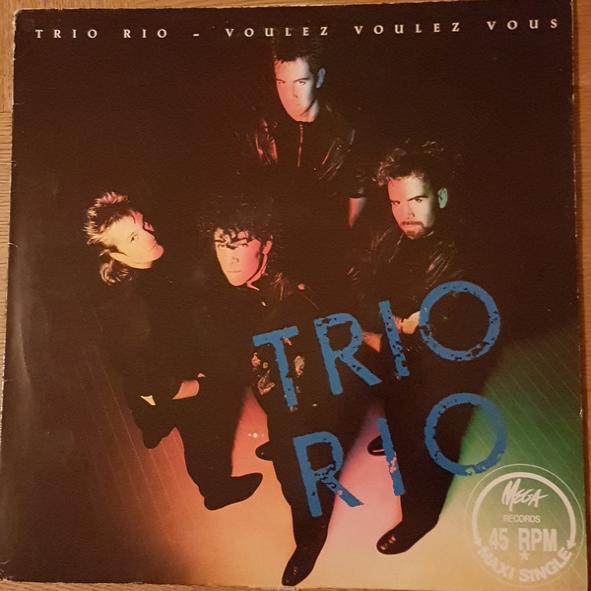 TRIO RIO - VOULEZ VOULEZ VOUS
TRIO
RIO
MEGA
RECORDS
45 RPM
MAXI SINGLE